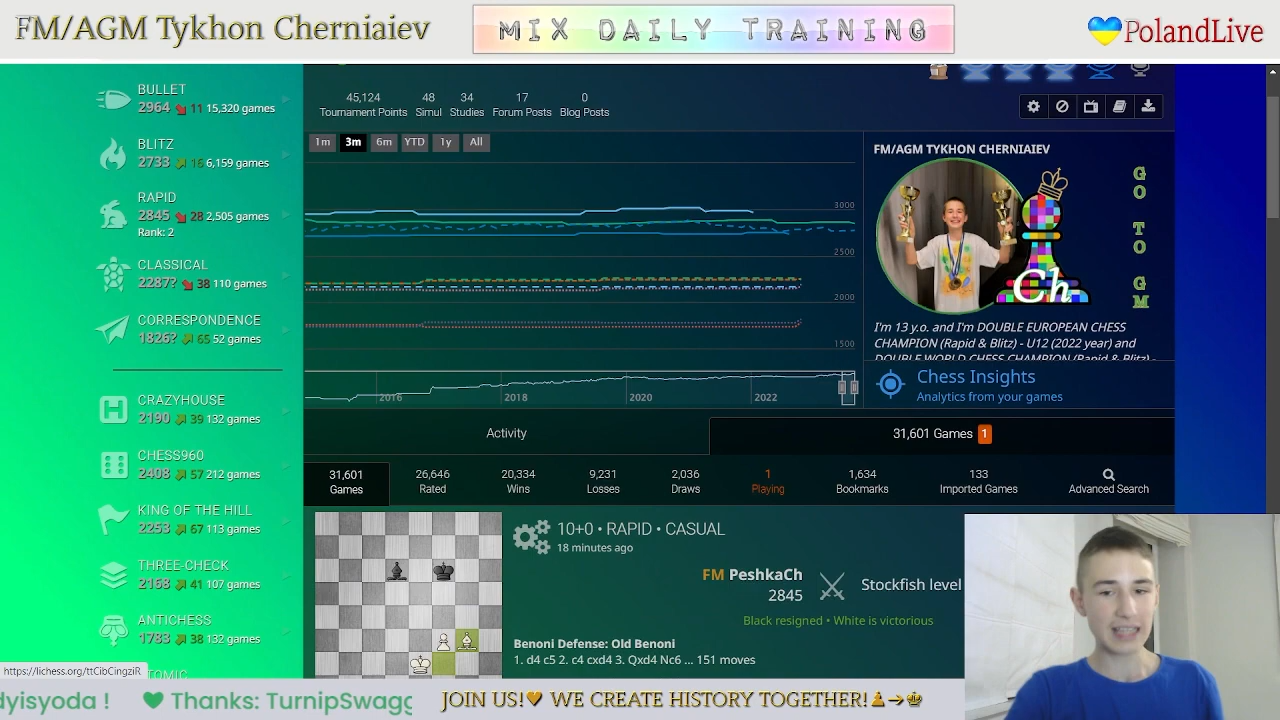 FM/AGM Tykhon Cherniaiev
MIX DAILY TRAINING
PolandLive
BULLET
2964 11 15,320 games
BLITZ
2733 16 6,159 games
RAPID
2845 28 2,505 games
Rank: 2
CLASSICAL
2287? 38 110 games
CORRESPONDENCE
1826? 65 52 games
CRAZYHOUSE
2190 39 132 games
CHESS960
2408 57 212 games
KING OF THE HILL
2253 67 113 games
THREE-CHECK
2168 41 107 games
ANTICHESS
1783 38 132 games
ATOMIC
https://lichess.org/ttCibCingziR
45,124 48 34 17 0
Tournament Points Simul Studies Forum Posts Blog Posts
1m 3m 6m YTD 1y All
3000
2500
2000
1500
2016 2018 2020 2022
FM/AGM TYKHON CHERNIAIEV
GO TO GM
Ch
I'm 13 y.o. and I'm DOUBLE EUROPEAN CHESS
CHAMPION (Rapid & Blitz) - U12 (2022 year) and
DOUBLE WORLD CHESS CHAMPION (Rapid & Blitz) -
Chess Insights
Analytics from your games
Activity
31,601 Games 1
31,601 26,646 20,334 9,231 2,036 1 1,634 133
Games Rated Wins Losses Draws Playing Bookmarks Imported Games Advanced Search
10+0 • RAPID • CASUAL
18 minutes ago
FM PeshkaCh
2845
Stockfish level
Black resigned • White is victorious
Benoni Defense: Old Benoni
1. d4 c5 2. c4 cxd4 3. Qxd4 Nc6 ... 151 moves
dyisyoda ! Thanks: TurnipSwagg
JOIN US! WE CREATE HISTORY TOGETHER!